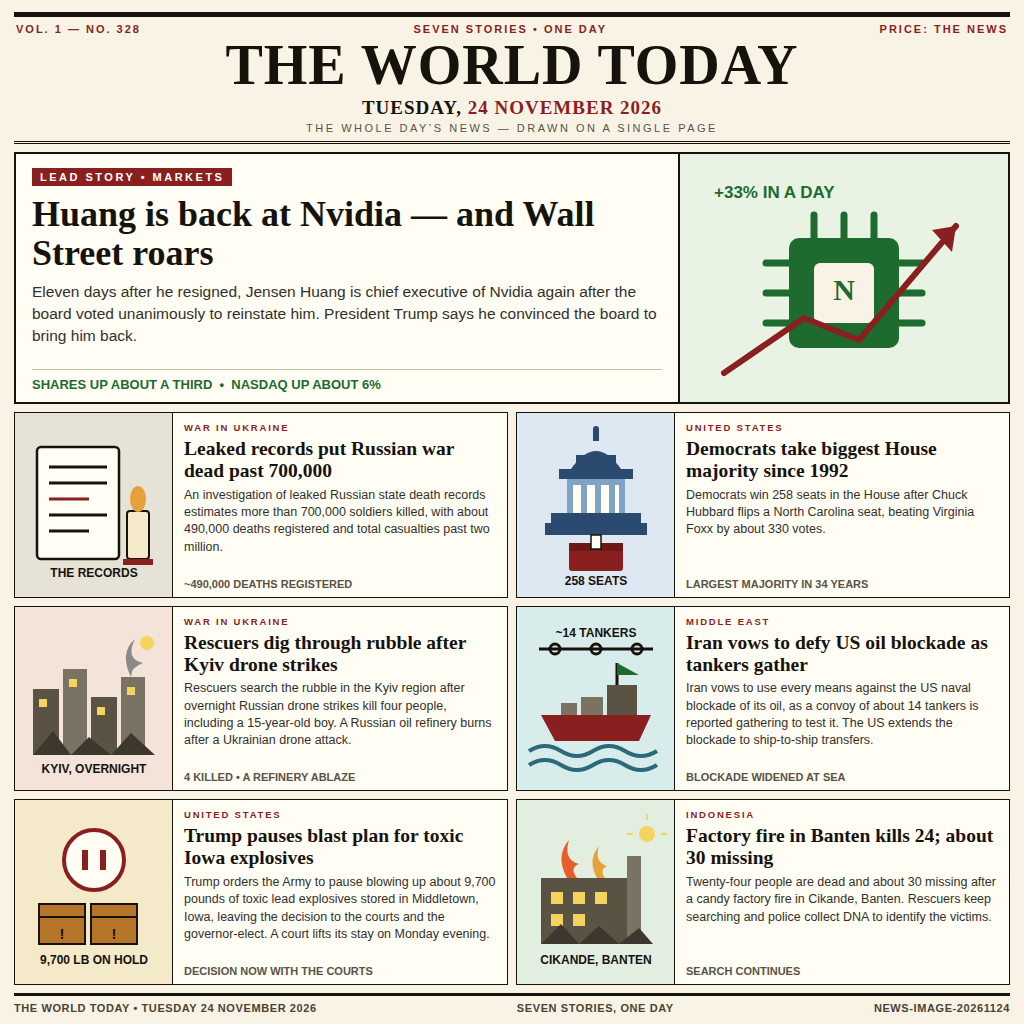 VOL. 1 — NO. 328
SEVEN STORIES • ONE DAY
PRICE: THE NEWS
THE WORLD TODAY
TUESDAY, 24 NOVEMBER 2026
THE WHOLE DAY'S NEWS — DRAWN ON A SINGLE PAGE
LEAD STORY • MARKETS
Huang is back at Nvidia — and Wall
Street roars
Eleven days after he resigned, Jensen Huang is chief executive of Nvidia again after the
board voted unanimously to reinstate him. President Trump says he convinced the board to
bring him back.
SHARES UP ABOUT A THIRD • NASDAQ UP ABOUT 6%
+33% IN A DAY
N
THE RECORDS
WAR IN UKRAINE
Leaked records put Russian war
dead past 700,000
An investigation of leaked Russian state death records
estimates more than 700,000 soldiers killed, with about
490,000 deaths registered and total casualties past two
million.
~490,000 DEATHS REGISTERED
258 SEATS
UNITED STATES
Democrats take biggest House
majority since 1992
Democrats win 258 seats in the House after Chuck
Hubbard flips a North Carolina seat, beating Virginia
Foxx by about 330 votes.
LARGEST MAJORITY IN 34 YEARS
KYIV, OVERNIGHT
WAR IN UKRAINE
Rescuers dig through rubble after
Kyiv drone strikes
Rescuers search the rubble in the Kyiv region after
overnight Russian drone strikes kill four people,
including a 15-year-old boy. A Russian oil refinery burns
after a Ukrainian drone attack.
4 KILLED • A REFINERY ABLAZE
~14 TANKERS
MIDDLE EAST
Iran vows to defy US oil blockade as
tankers gather
Iran vows to use every means against the US naval
blockade of its oil, as a convoy of about 14 tankers is
reported gathering to test it. The US extends the
blockade to ship-to-ship transfers.
BLOCKADE WIDENED AT SEA
! !
9,700 LB ON HOLD
UNITED STATES
Trump pauses blast plan for toxic
Iowa explosives
Trump orders the Army to pause blowing up about 9,700
pounds of toxic lead explosives stored in Middletown,
Iowa, leaving the decision to the courts and the
governor-elect. A court lifts its stay on Monday evening.
DECISION NOW WITH THE COURTS
CIKANDE, BANTEN
INDONESIA
Factory fire in Banten kills 24; about
30 missing
Twenty-four people are dead and about 30 missing after
a candy factory fire in Cikande, Banten. Rescuers keep
searching and police collect DNA to identify the victims.
SEARCH CONTINUES
THE WORLD TODAY • TUESDAY 24 NOVEMBER 2026
SEVEN STORIES, ONE DAY
NEWS-IMAGE-20261124